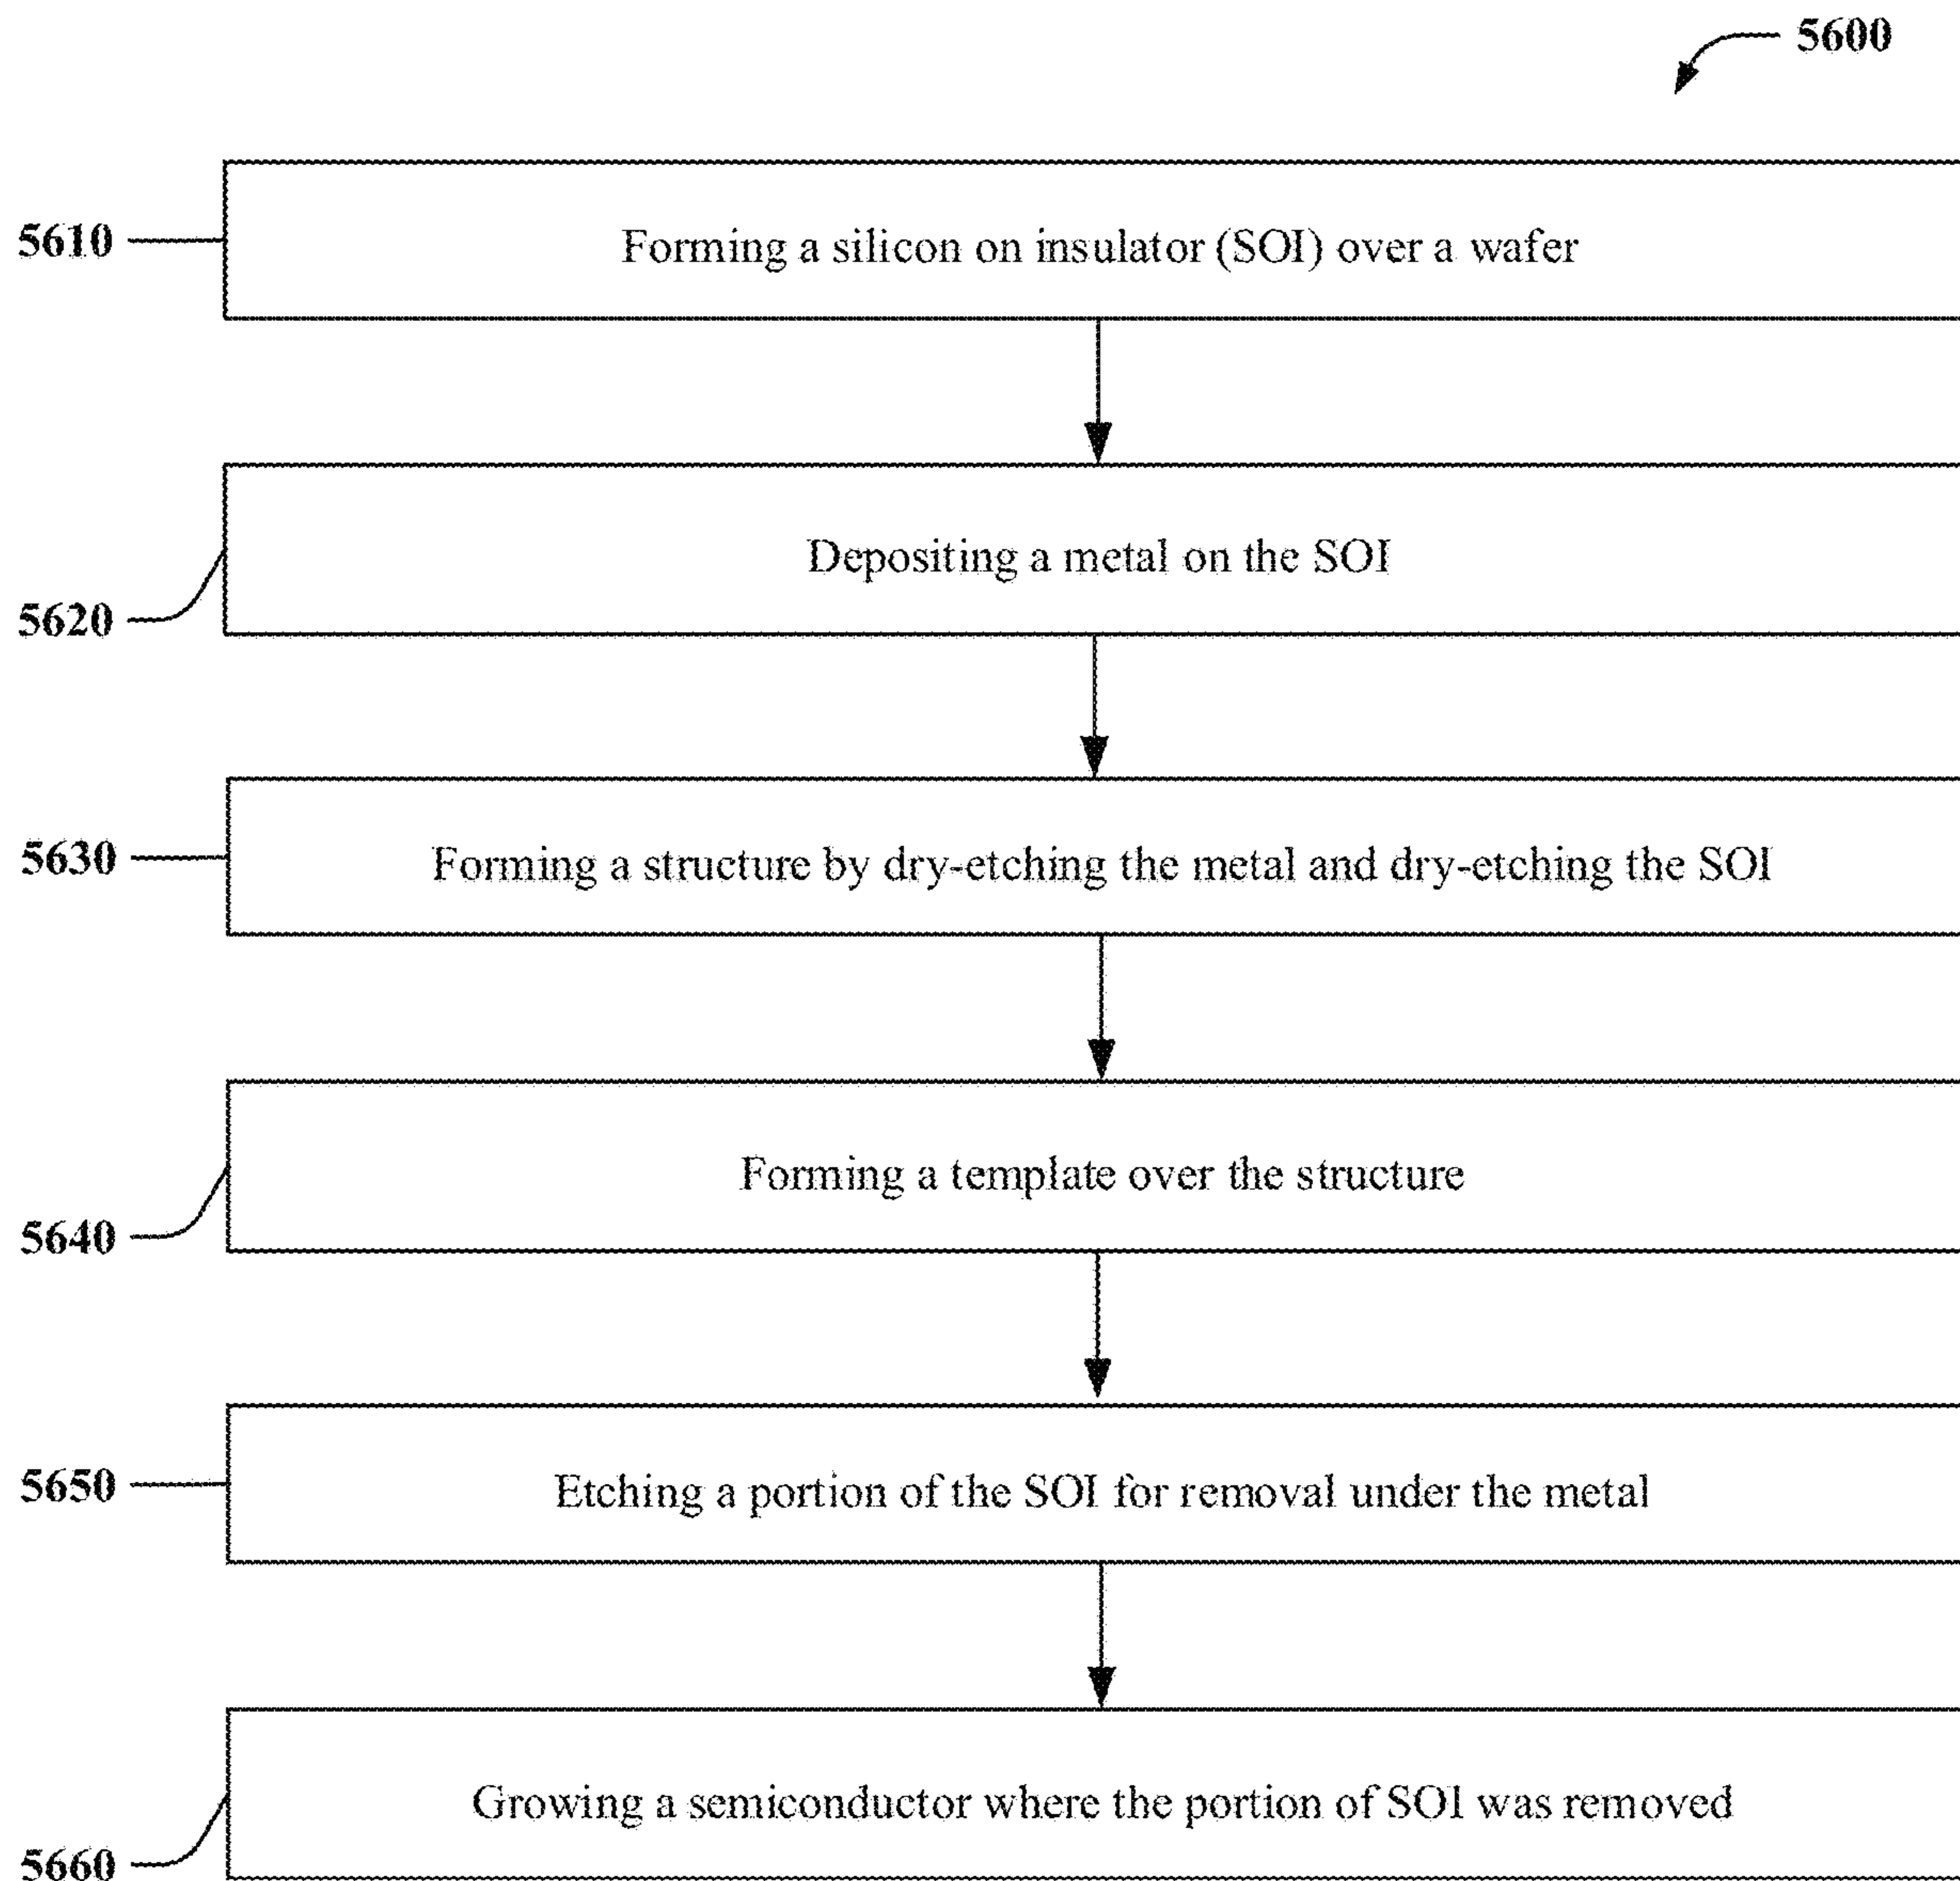 5600
5610
Forming a silicon on insulator (SOI) over a wafer
Depositing a metal on the SOI
5620
5630
Forming a structure by dry-etching the metal and dry-etching the SOI
Forming a template over the structure
5640
5650
Etching a portion of the SOI for removal under the metal
Growing a semiconductor where the portion of SOI was removed
5660